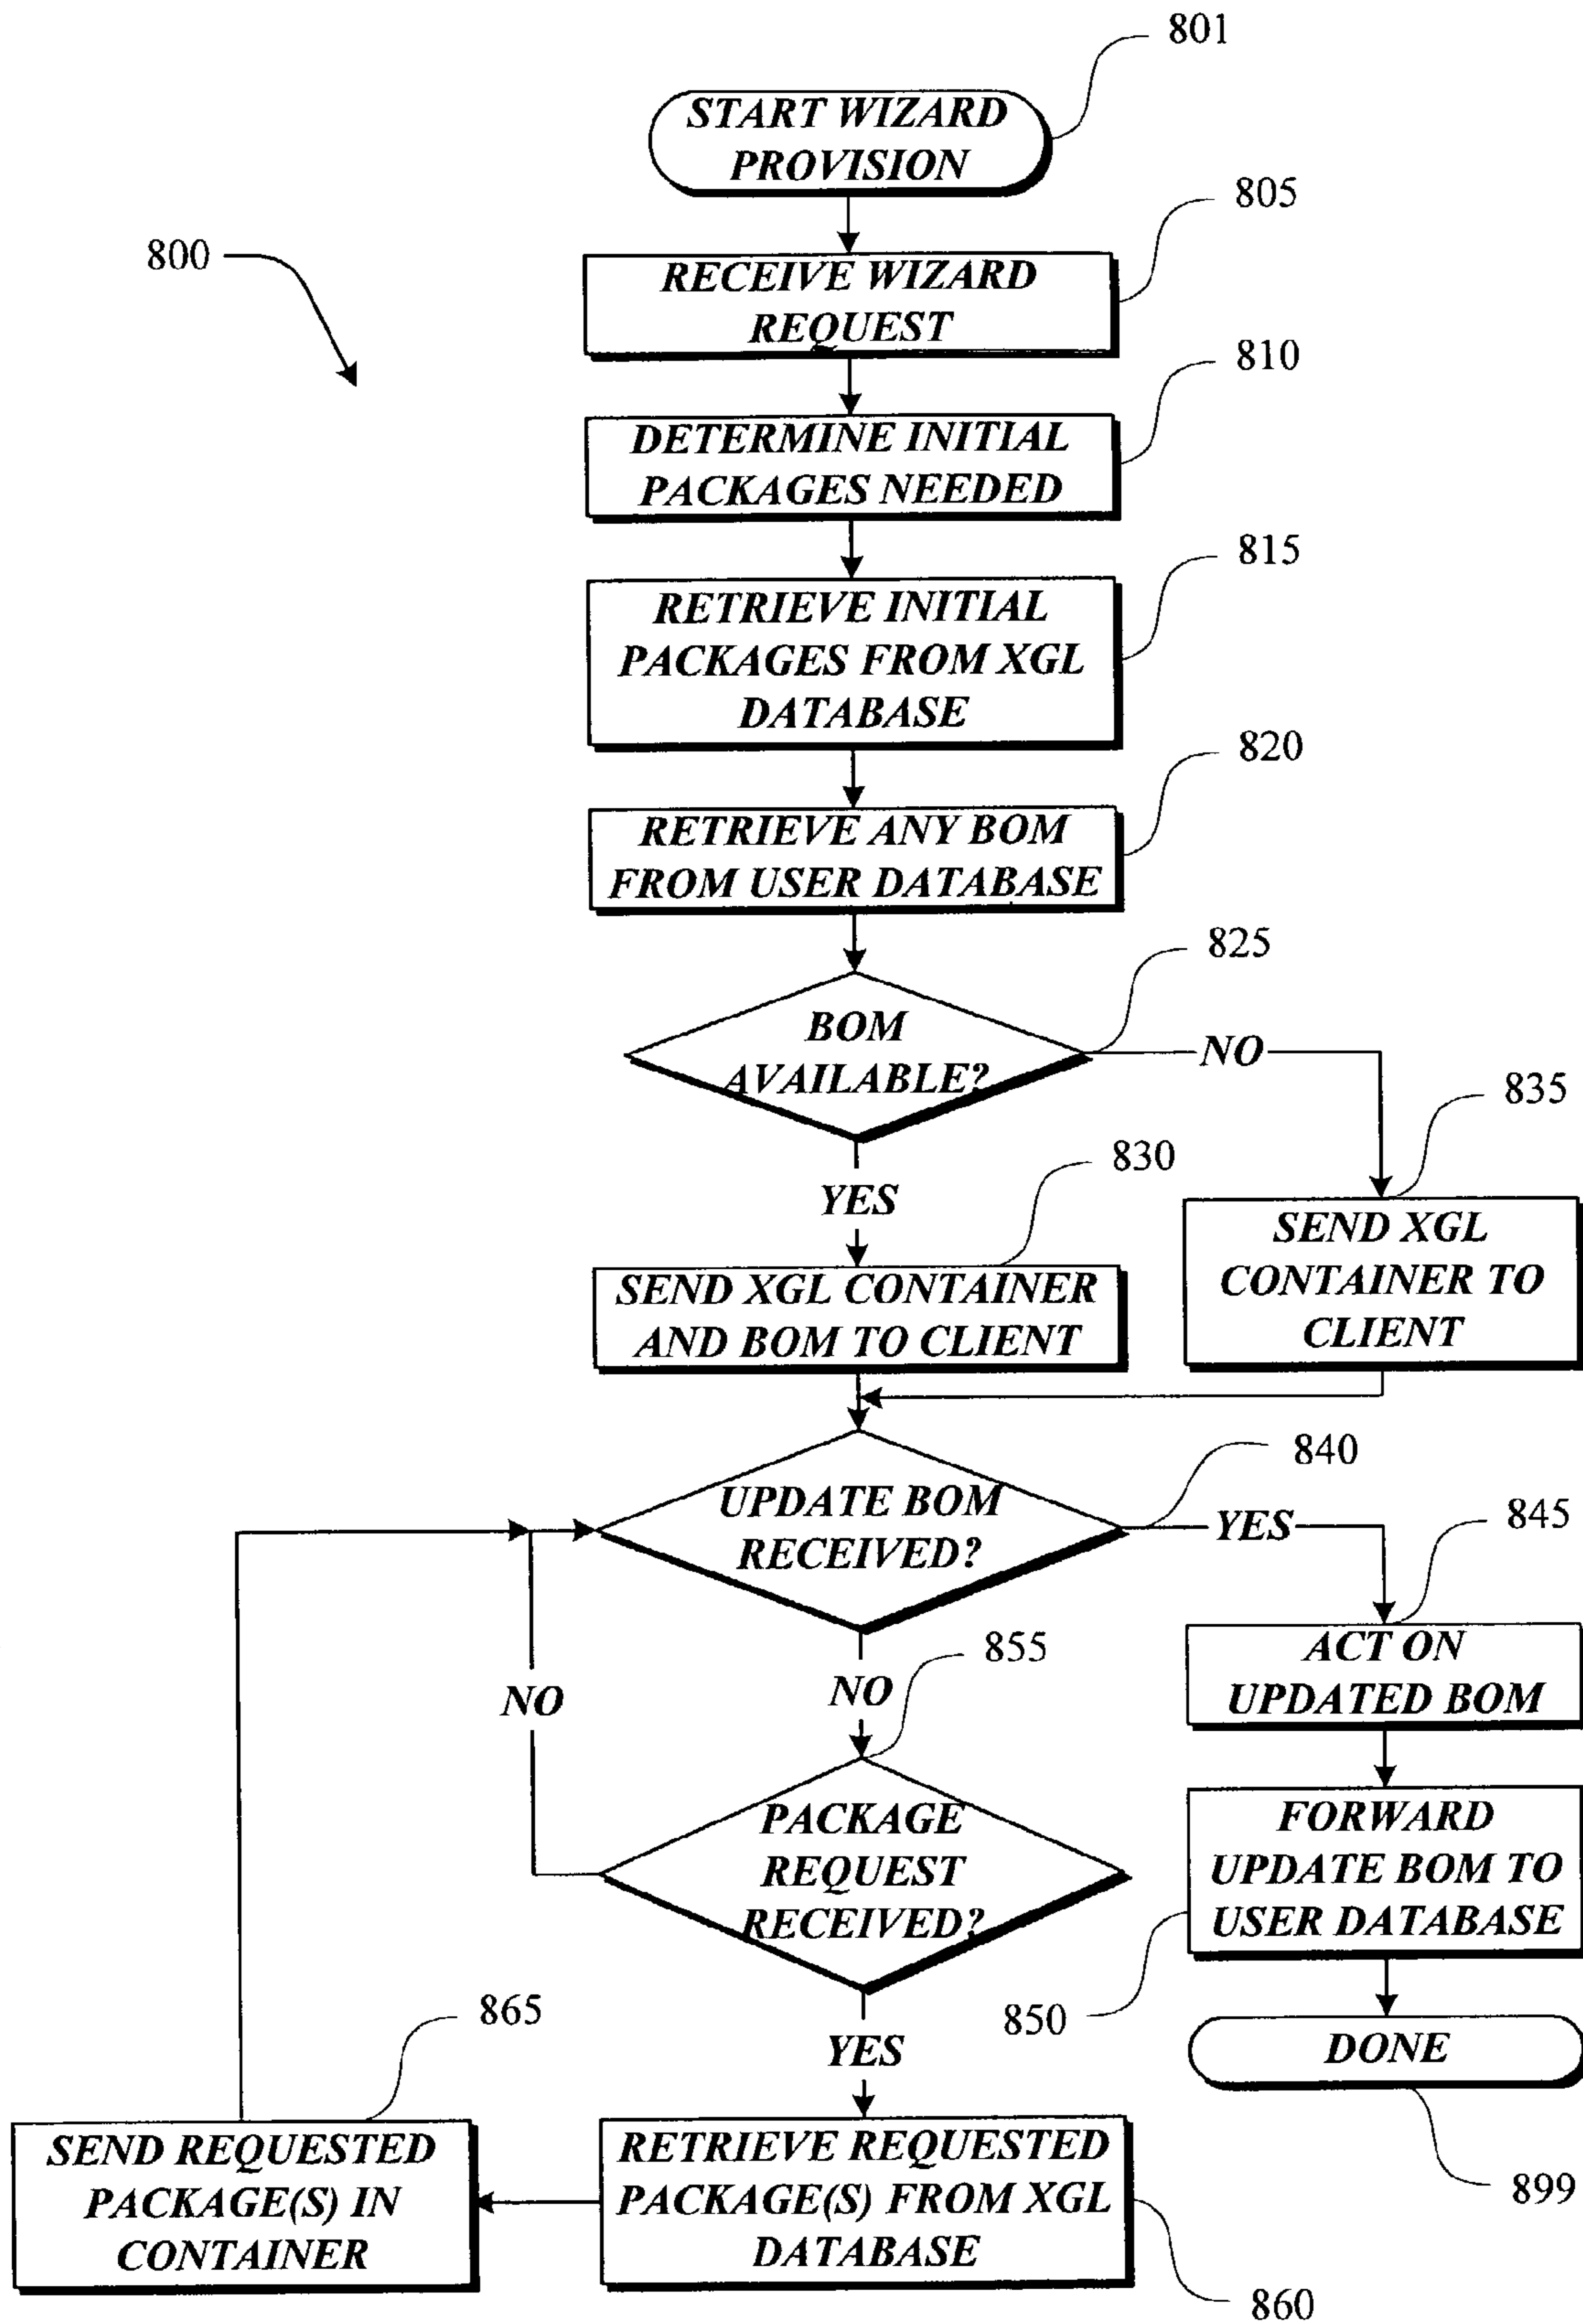 801
START WIZARD
PROVISION
805
800
RECEIVE WIZARD
REQUEST
810
DETERMINE INITIAL
PACKAGES NEEDED
815
RETRIEVE INITIAL
PACKAGES FROM XGL
DATABASE
820
RETRIEVE ANY BOM
FROM USER DATABASE
825
BOM
AVAILABLE?
NO
835
830
YES
SEND XGL
CONTAINER TO
CLIENT
SEND XGL CONTAINER
AND BOM TO CLIENT
840
UPDATE BOM
RECEIVED?
YES
845
ACT ON
UPDATED BOM
855
NO
NO
PACKAGE
REQUEST
RECEIVED?
FORWARD
UPDATE BOM TO
USER DATABASE
850
865
YES
DONE
899
SEND REQUESTED
PACKAGE(S) IN
CONTAINER
RETRIEVE REQUESTED
PACKAGE(S) FROM XGL
DATABASE
860